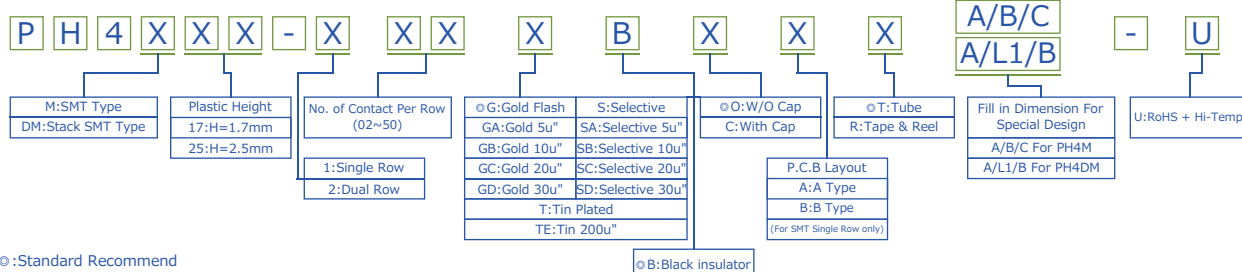 P H 4 X X X - X X X X B X X X A/B/C - U
A/L1/B
M:SMT Type
DM:Stack SMT Type
Plastic Height
17:H=1.7mm
25:H=2.5mm
No. of Contact Per Row
(02~50)
1:Single Row
2:Dual Row
◎G:Gold Flash S:Selective
GA:Gold 5u" SA:Selective 5u"
GB:Gold 10u" SB:Selective 10u"
GC:Gold 20u" SC:Selective 20u"
GD:Gold 30u" SD:Selective 30u"
T:Tin Plated
TE:Tin 200u"
◎B:Black insulator
◎O:W/O Cap
C:With Cap
P.C.B Layout
A:A Type
B:B Type
(For SMT Single Row only)
◎T:Tube
R:Tape & Reel
Fill in Dimension For
Special Design
A/B/C For PH4M
A/L1/B For PH4DM
U:RoHS + Hi-Temp
◎:Standard Recommend